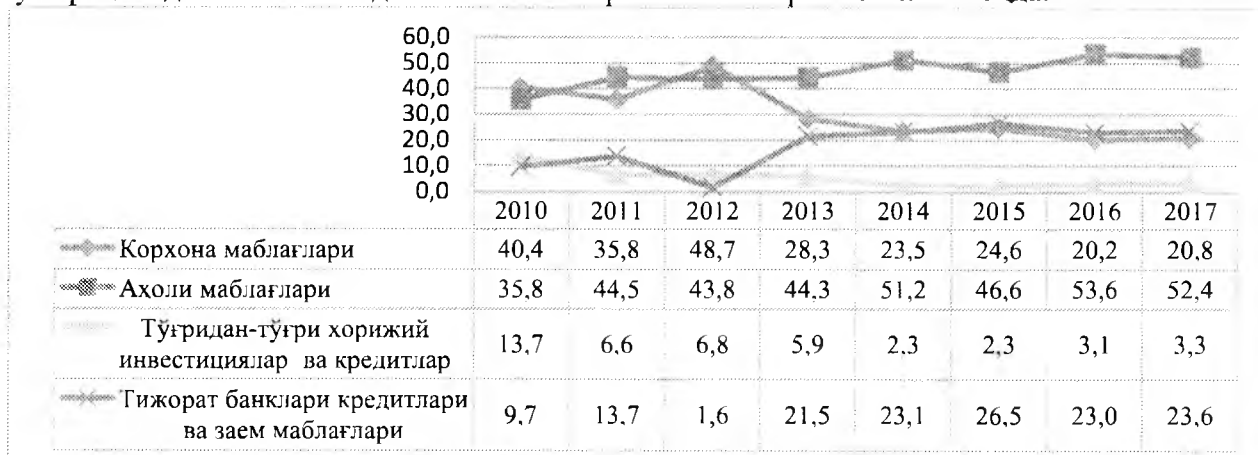 60,0
50,0
40,0
30,0
20,0
10,0
0,0
2010 2011 2012 2013 2014 2015 2016 2017
Корхона маблағлари 40,4 35,8 48,7 28,3 23,5 24,6 20,2 20,8
Аҳоли маблағлари 35,8 44,5 43,8 44,3 51,2 46,6 53,6 52,4
Тўғридан-тўғри хорижий
инвестициялар ва кредитлар 13,7 6,6 6,8 5,9 2,3 2,3 3,1 3,3
Тижорат банклари кредитлари
ва заем маблағлари 9,7 13,7 1,6 21,5 23,1 26,5 23,0 23,6